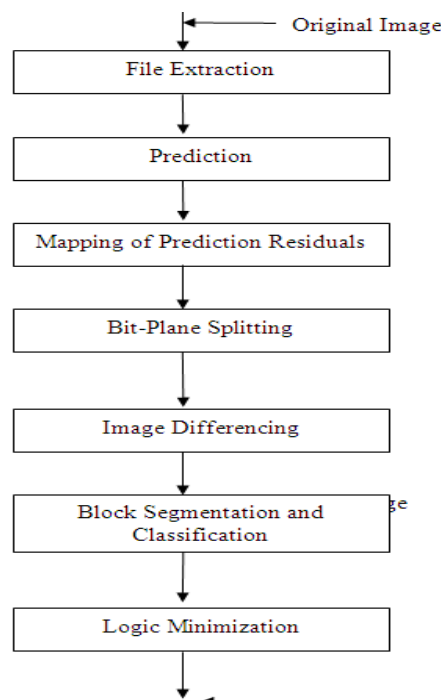 Original Image
File Extraction
Prediction
Mapping of Prediction Residuals
Bit-Plane Splitting
Image Differencing
Block Segmentation and
Classification
Logic Minimization